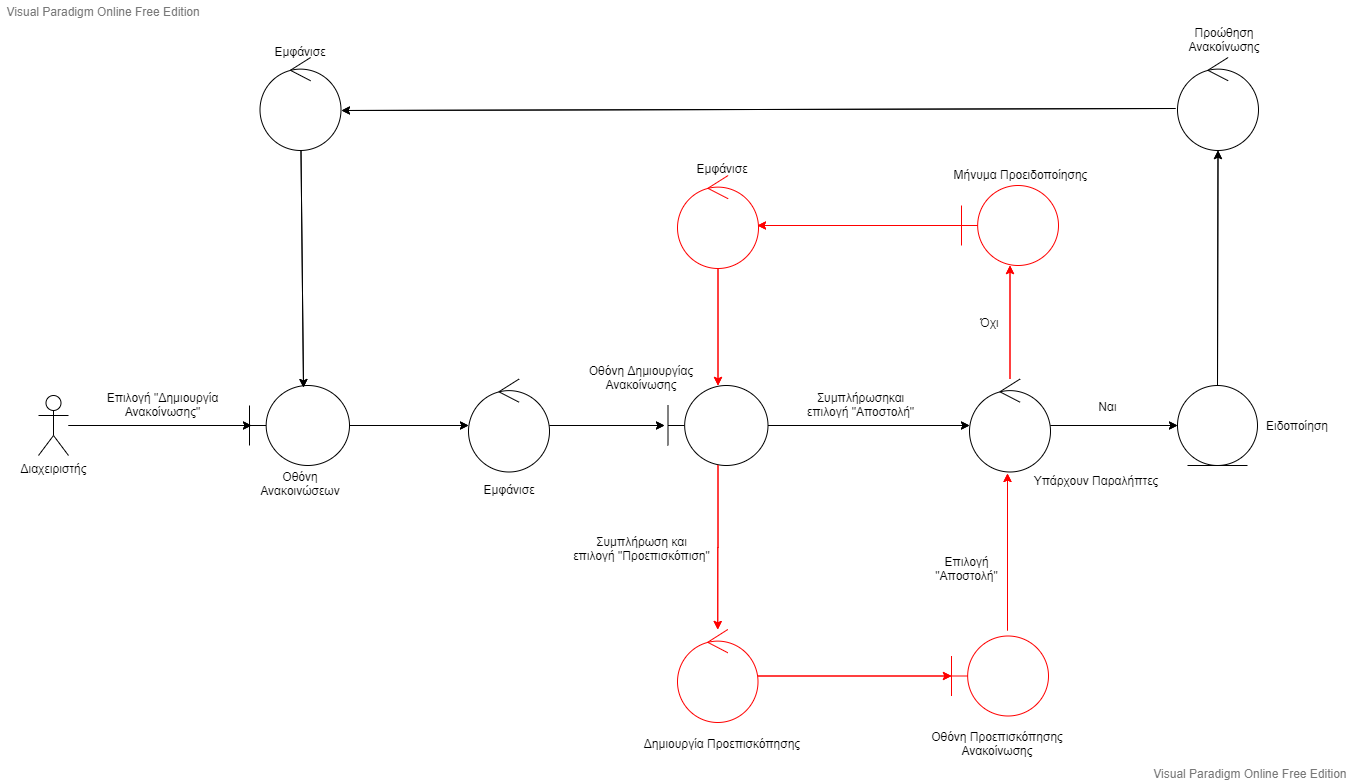 Visual Paradigm Online Free Edition
Προώθηση
Ανακοίνωσης
Εμφάνισε
Εμφάνισε
Μήνυμα Προειδοποίησης
Όχι
Οθόνη Δημιουργίας
Ανακοίνωσης
Επιλογή "Δημιουργία
Ανακοίνωσης"
Συμπλήρωσηκαι
επιλογή "Αποστολή"
Ναι
Ειδοποίηση
Διαχειριστής
Οθόνη
Ανακοινώσεων
Εμφάνισε
Υπάρχουν Παραλήπτες
Συμπλήρωση και
επιλογή "Προεπισκόπιση"
Επιλογή
"Αποστολή"
Δημιουργία Προεπισκόπησης
Οθόνη Προεπισκόπησης
Ανακοίνωσης
Visual Paradigm Online Free Edition